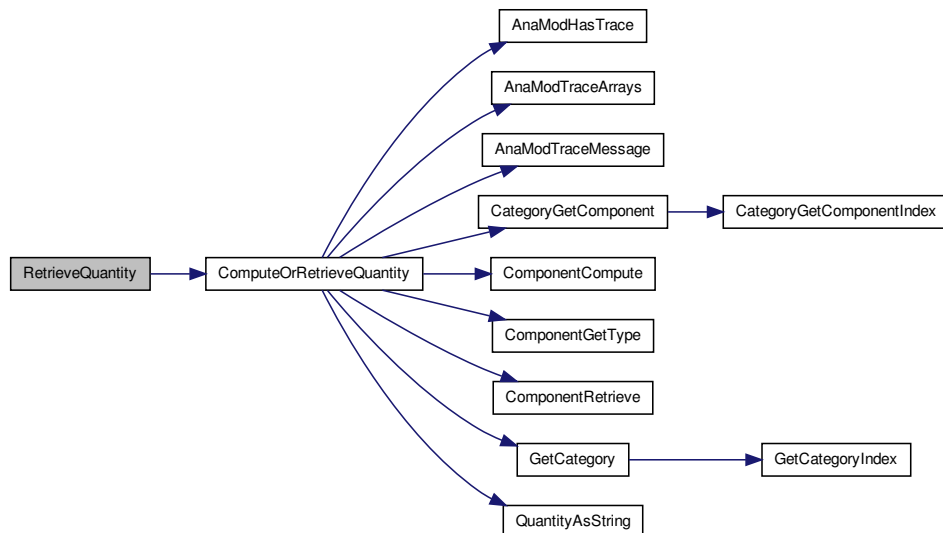 AnaModHasTrace
AnaModTraceArrays
AnaModTraceMessage
CategoryGetComponent
CategoryGetComponentIndex
RetrieveQuantity
ComputeOrRetrieveQuantity
ComponentCompute
ComponentGetType
ComponentRetrieve
GetCategory
GetCategoryIndex
QuantityAsString